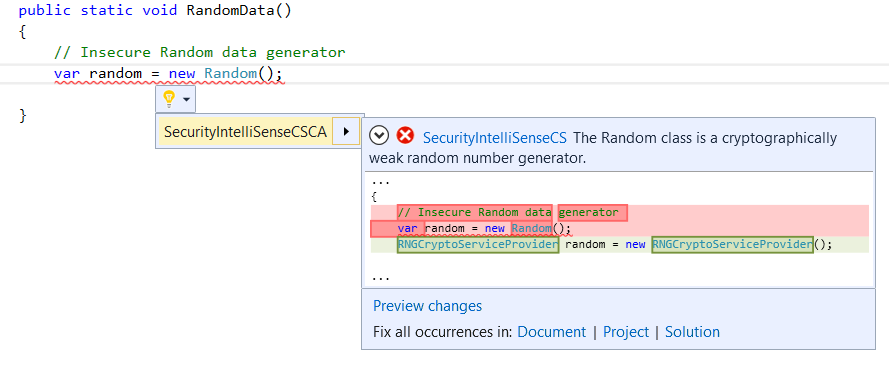 public static void RandomData()
{
// Insecure Random data generator
var random = new Random();
}
SecurityIntelliSenseCSCA
SecurityIntelliSenseCS The Random class is a cryptographically
weak random number generator.
...
{
// Insecure Random data generator
var random = new Random();
RNGCryptoServiceProvider random = new RNGCryptoServiceProvider();
...
Preview changes
Fix all occurrences in: Document | Project | Solution